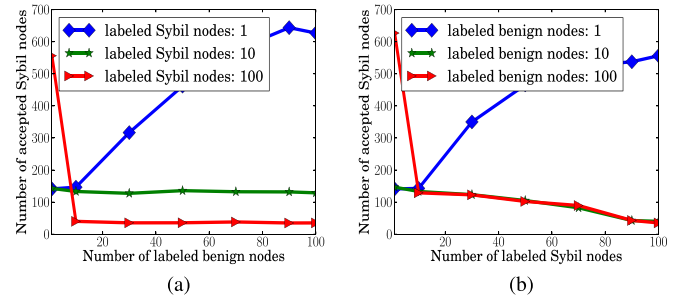 700
600
500
400
300
200
100
0
Number of accepted Sybil nodes
labeled Sybil nodes: 1
labeled Sybil nodes: 10
labeled Sybil nodes: 100
20
40
60
80
100
Number of labeled benign nodes
(a)
700
600
500
400
300
200
100
0
Number of accepted Sybil nodes
labeled benign nodes: 1
labeled benign nodes: 10
labeled benign nodes: 100
20
40
60
80
100
Number of labeled Sybil nodes
(b)